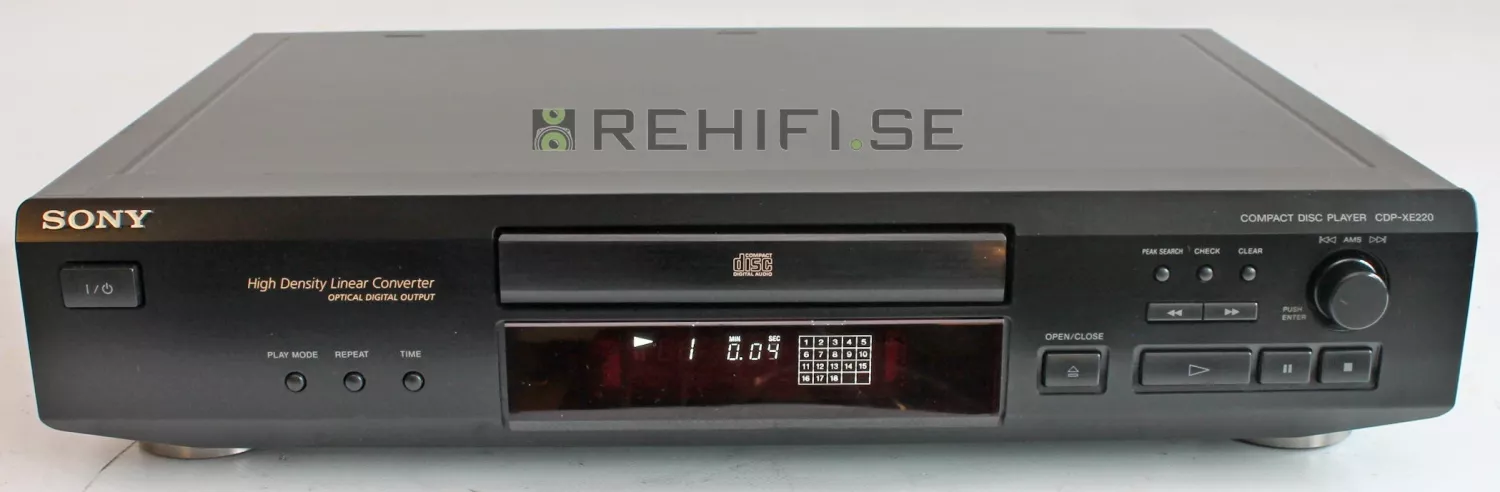 REHIFI.SE
SONY
COMPACT DISC PLAYER CDP-XE220
I/
High Density Linear Converter
OPTICAL DIGITAL OUTPUT
COMPACT
disc
DIGITAL AUDIO
PEAK SEARCH CHECK CLEAR
AMS
PUSH
ENTER
PLAY MODE REPEAT TIME
MIN SEC
1 0.04
1 2 3 4 5
6 7 8 9 10
11 12 13 14 15
16 17 18
OPEN/CLOSE